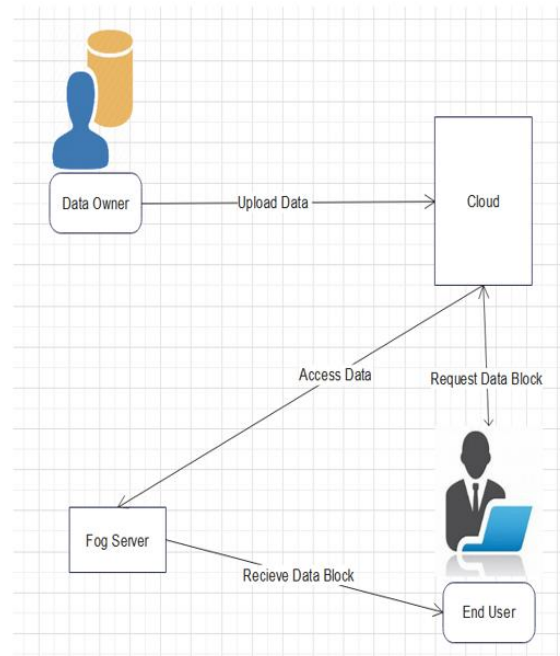 Data Owner
Upload Data
Cloud
Access Data
Request Data Block
Fog Server
Recieve Data Block
End User